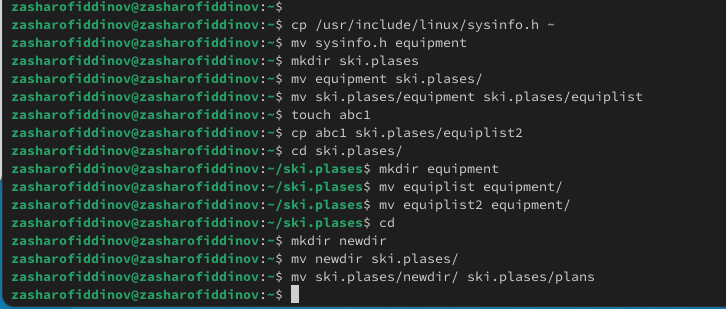 zasharofiddinov@zasharofiddinov:~$
zasharofiddinov@zasharofiddinov:~$ cp /usr/include/linux/sysinfo.h ~
zasharofiddinov@zasharofiddinov:~$ mv sysinfo.h equipment
zasharofiddinov@zasharofiddinov:~$ mkdir ski.plases
zasharofiddinov@zasharofiddinov:~$ mv equipment ski.plases/
zasharofiddinov@zasharofiddinov:~$ mv ski.plases/equipment ski.plases/equiplist
zasharofiddinov@zasharofiddinov:~$ touch abc1
zasharofiddinov@zasharofiddinov:~$ cp abc1 ski.plases/equiplist2
zasharofiddinov@zasharofiddinov:~$ cd ski.plases/
zasharofiddinov@zasharofiddinov:~/ski.plases$ mkdir equipment
zasharofiddinov@zasharofiddinov:~/ski.plases$ mv equiplist equipment/
zasharofiddinov@zasharofiddinov:~/ski.plases$ mv equiplist2 equipment/
zasharofiddinov@zasharofiddinov:~/ski.plases$ cd
zasharofiddinov@zasharofiddinov:~$ mkdir newdir
zasharofiddinov@zasharofiddinov:~$ mv newdir ski.plases/
zasharofiddinov@zasharofiddinov:~$ mv ski.plases/newdir/ ski.plases/plans
zasharofiddinov@zasharofiddinov:~$